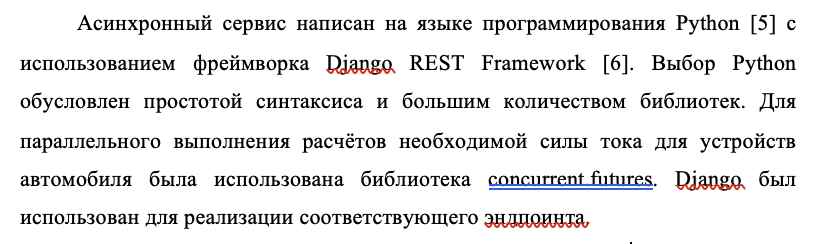 Асинхронный сервис написан на языке программирования Python [5] с
использованием фреймворка Django REST Framework [6]. Выбор Python
обусловлен простотой синтаксиса и большим количеством библиотек. Для
параллельного выполнения расчётов необходимой силы тока для устройств
автомобиля была использована библиотека concurrent.futures. Django был
использован для реализации соответствующего эндпоинта.